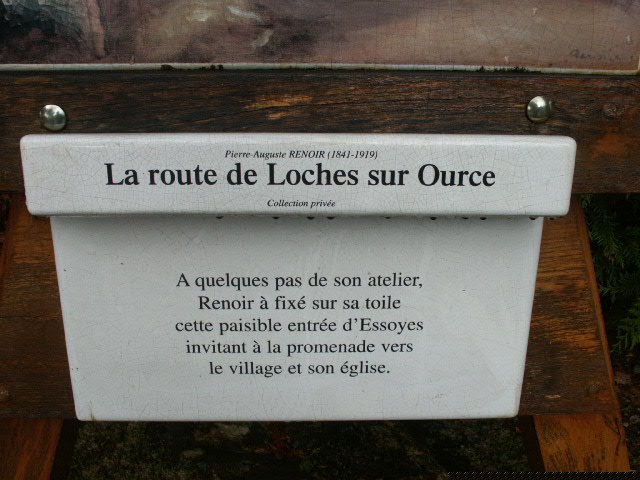 Pierre-Auguste RENOIR (1841-1919)
La route de Loches sur Ource
Collection privée
A quelques pas de son atelier,
Renoir à fixé sur sa toile
cette paisible entrée d'Essoyes
invitant à la promenade vers
le village et son église.